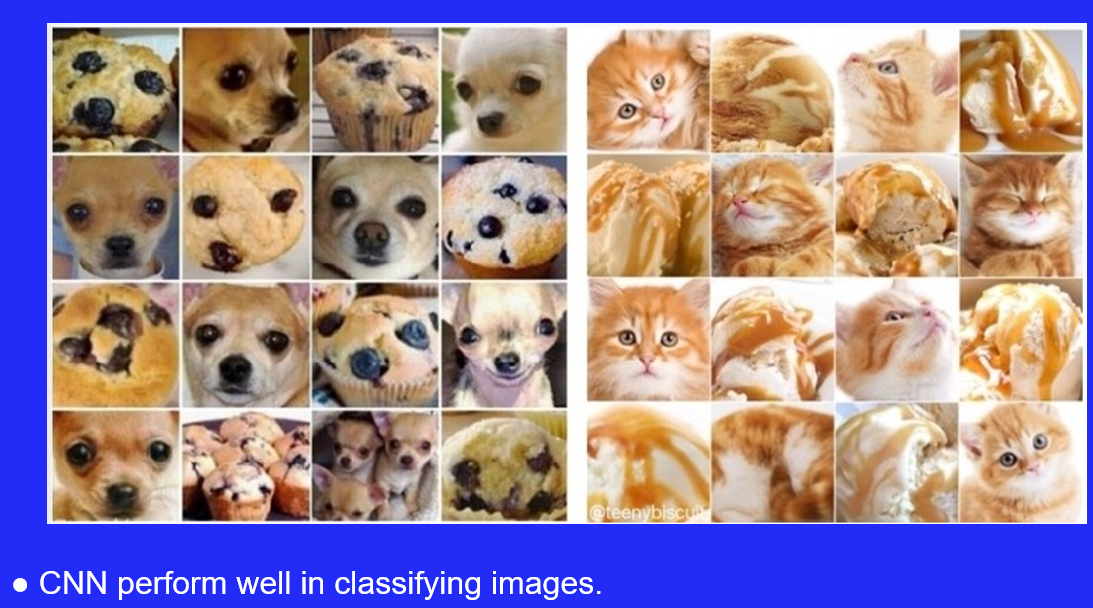 @teenybiscuit
● CNN perform well in classifying images.